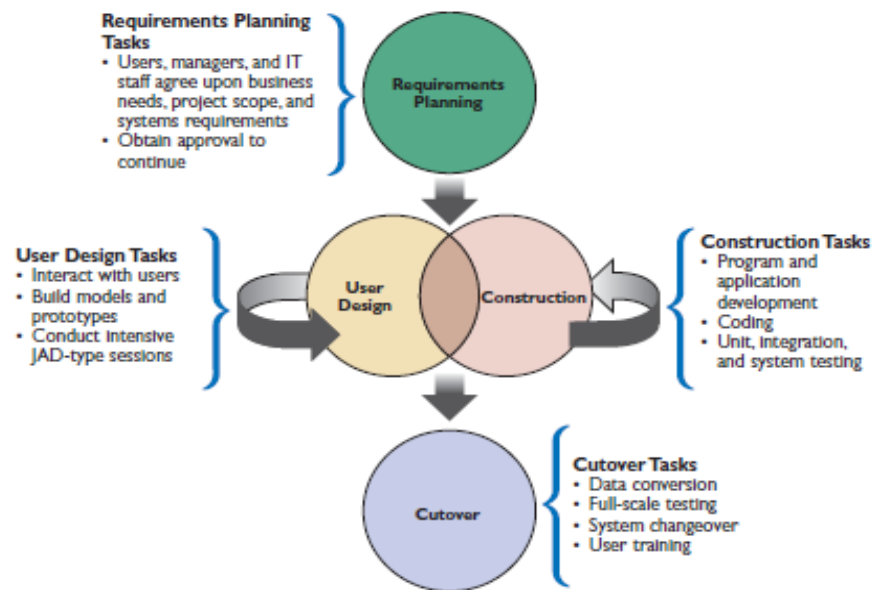 Requirements Planning
Tasks
• Users, managers, and IT
staff agree upon business
needs, project scope, and
systems requirements
• Obtain approval to
continue
Requirements
Planning
User Design Tasks
• Interact with users
• Build models and
prototypes
• Conduct intensive
JAD-type sessions
User
Design
Construction
Construction Tasks
• Program and
application
development
• Coding
• Unit, integration,
and system testing
Cutover
Cutover Tasks
• Data conversion
• Full-scale testing
• System changeover
• User training